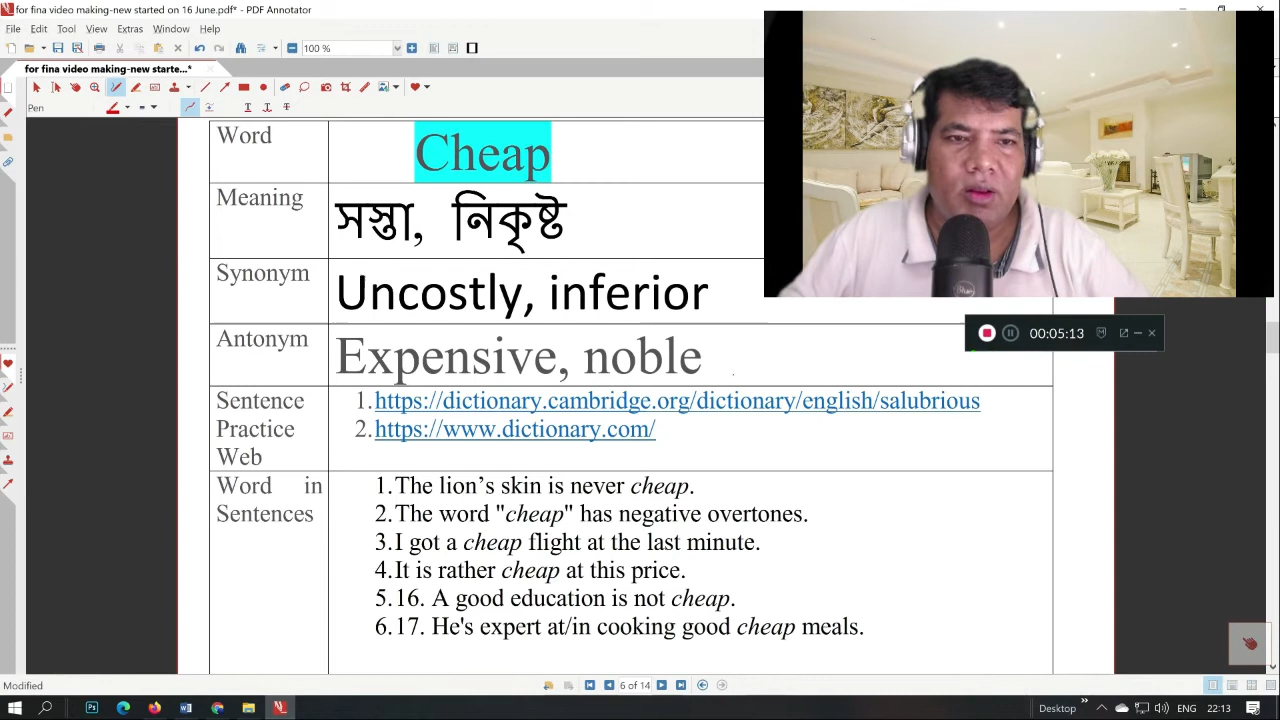 for fina video making-new started on 16 June.pdf* - PDF Annotator
File Edit Tool View Extras Window Help
100 %
for fina video making-new starte...*
Pen
Word Cheap
Meaning সস্তা, নিকৃষ্ট
Synonym Uncostly, inferior
Antonym Expensive, noble
Sentence Practice Web
1. https://dictionary.cambridge.org/dictionary/english/salubrious
2. https://www.dictionary.com/
Word in Sentences
1. The lion's skin is never cheap.
2. The word "cheap" has negative overtones.
3. I got a cheap flight at the last minute.
4. It is rather cheap at this price.
5. 16. A good education is not cheap.
6. 17. He's expert at/in cooking good cheap meals.
00:05:13
blue
Modified
6 of 14
Desktop
ENG 22:13